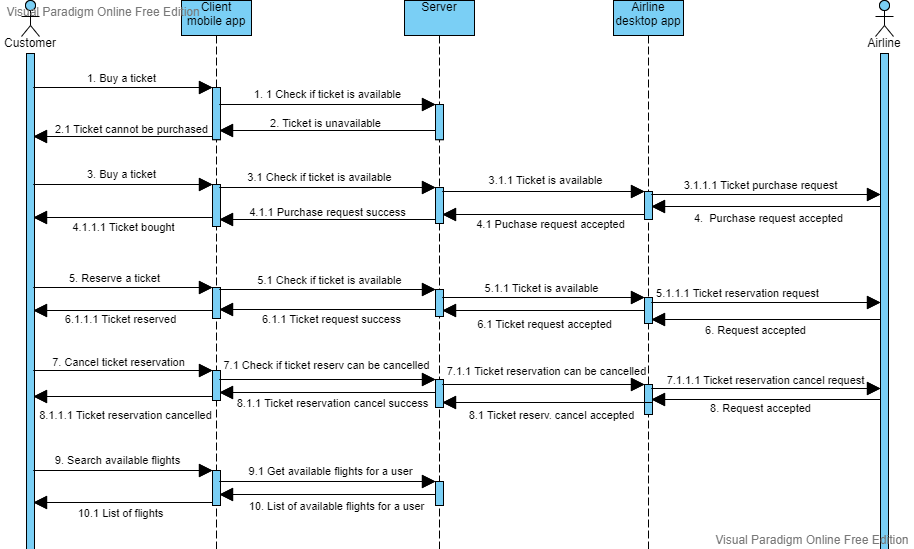 Visual Paradigm Online Free Edition
Client
mobile app
Server
Airline
desktop app
Customer
Airline
1. Buy a ticket
1. 1 Check if ticket is available
2. Ticket is unavailable
2.1 Ticket cannot be purchased
3. Buy a ticket
3.1 Check if ticket is available
3.1.1 Ticket is available
3.1.1.1 Ticket purchase request
4. Purchase request accepted
4.1 Puchase request accepted
4.1.1 Purchase request success
4.1.1.1 Ticket bought
5. Reserve a ticket
5.1 Check if ticket is available
5.1.1 Ticket is available
5.1.1.1 Ticket reservation request
6. Request accepted
6.1 Ticket request accepted
6.1.1 Ticket request success
6.1.1.1 Ticket reserved
7. Cancel ticket reservation
7.1 Check if ticket reserv can be cancelled
7.1.1 Ticket reservation can be cancelled
7.1.1.1 Ticket reservation cancel request
8. Request accepted
8.1 Ticket reserv. cancel accepted
8.1.1 Ticket reservation cancel success
8.1.1.1 Ticket reservation cancelled
9. Search available flights
9.1 Get available flights for a user
10. List of available flights for a user
10.1 List of flights
Visual Paradigm Online Free Edition